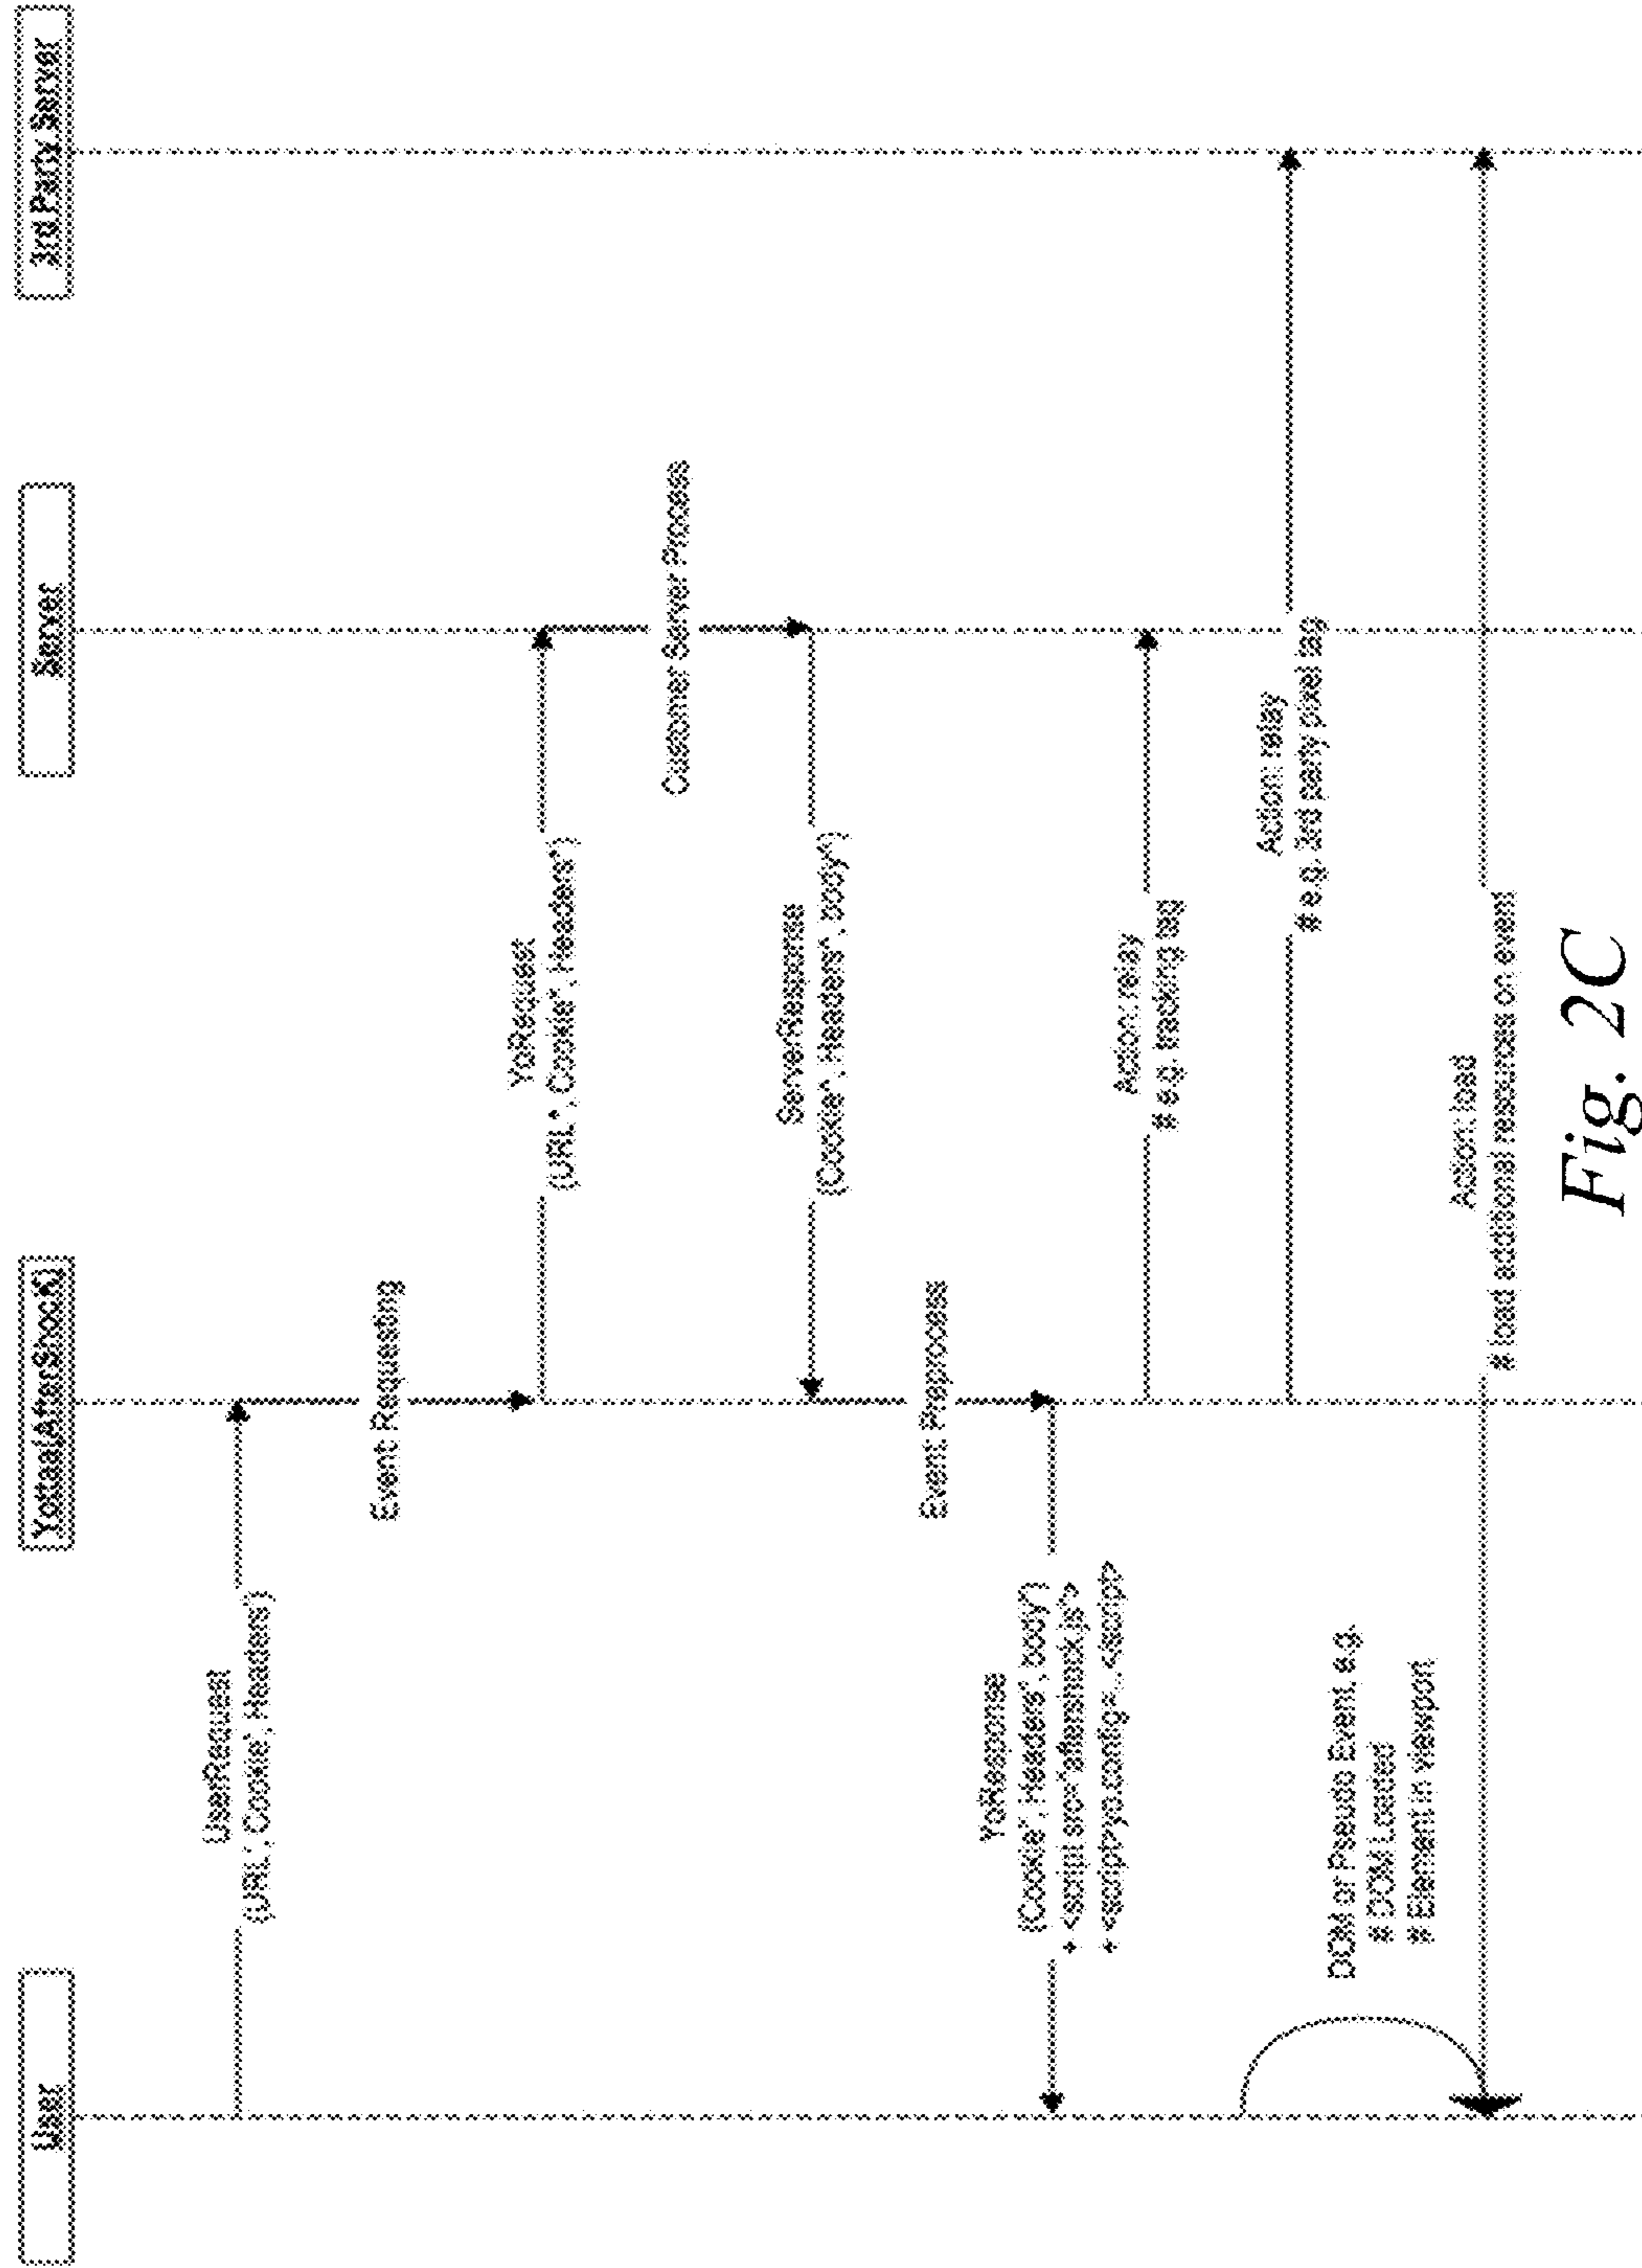 User
Yottaa(AfterShock)
Server
3rd Party Server
UserRequest
(URL', Cookie', Headers')
Event: Requesting
YoRequest
(URL*, Cookie*, Headers*)
Customer Server Process
ServerResponse
(Cookie^, Headers^, body^)
Event: Preprocess
YoResponse
(Cookie", Headers", body")
+ <script src="aftershock.js">
+ <script>yo.config=..<script>
Action: relay
# e.g. tracking tag
Action: relay
# e.g. 3rd party pixel tag
DOM or Pseudo Event, e.g.
# DOM Loaded
# Element in viewport
Action: load
# load additional resources on event
Fig. 2C